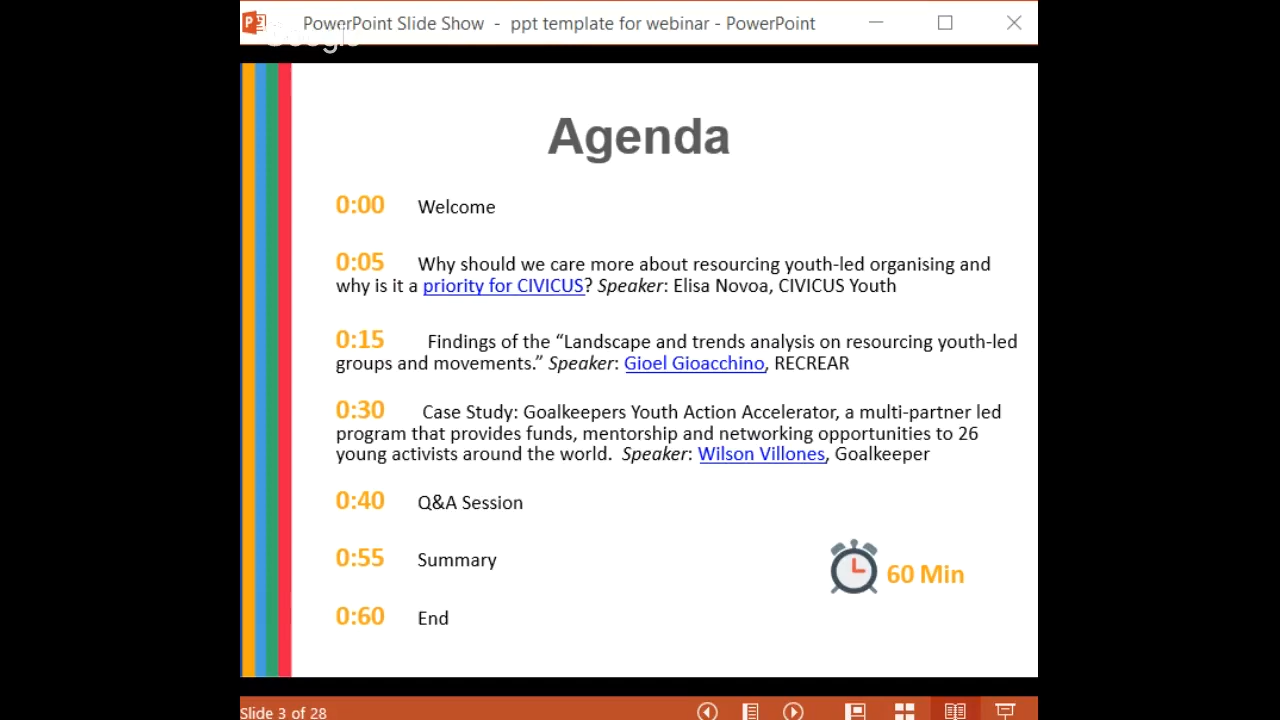 PowerPoint Slide Show - ppt template for webinar - PowerPoint
Google
Agenda
0:00 Welcome
0:05 Why should we care more about resourcing youth-led organising and
why is it a priority for CIVICUS? Speaker: Elisa Novoa, CIVICUS Youth
0:15 Findings of the “Landscape and trends analysis on resourcing youth-led
groups and movements.” Speaker: Gioel Gioacchino, RECREAR
0:30 Case Study: Goalkeepers Youth Action Accelerator, a multi-partner led
program that provides funds, mentorship and networking opportunities to 26
young activists around the world. Speaker: Wilson Villones, Goalkeeper
0:40 Q&A Session
0:55 Summary
60 Min
0:60 End
Slide 3 of 28